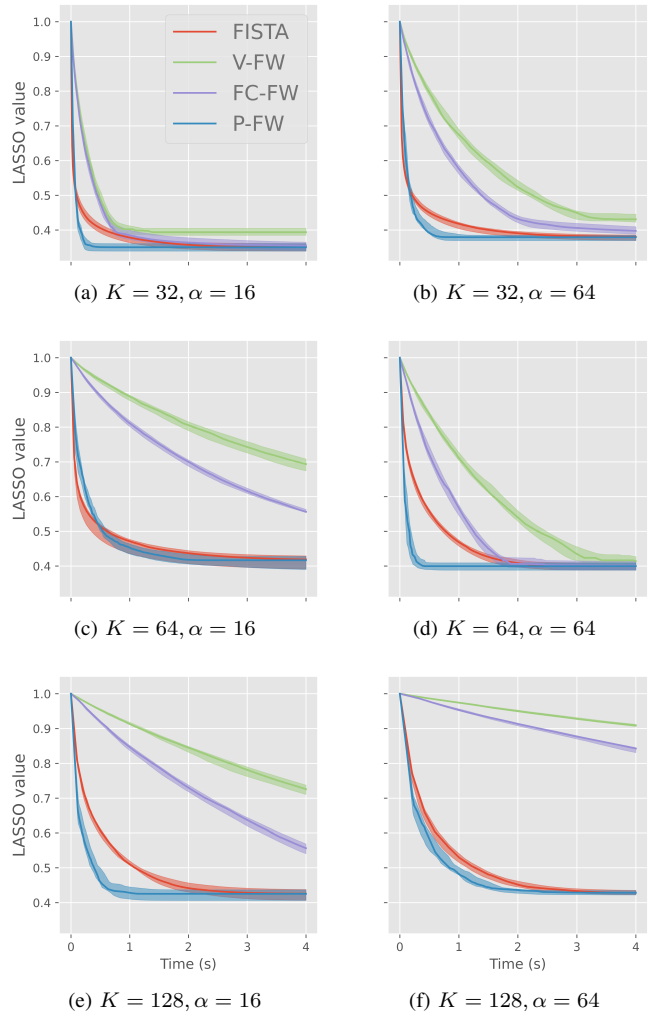 1.0
0.9
0.8
0.7
0.6
0.5
0.4
LASSO value
FISTA
V-FW
FC-FW
P-FW
(a) K = 32, α = 16
(b) K = 32, α = 64
1.0
0.9
0.8
0.7
0.6
0.5
0.4
LASSO value
(c) K = 64, α = 16
(d) K = 64, α = 64
1.0
0.9
0.8
0.7
0.6
0.5
0.4
LASSO value
0 1 2 3 4
Time (s)
0 1 2 3 4
Time (s)
(e) K = 128, α = 16
(f) K = 128, α = 64